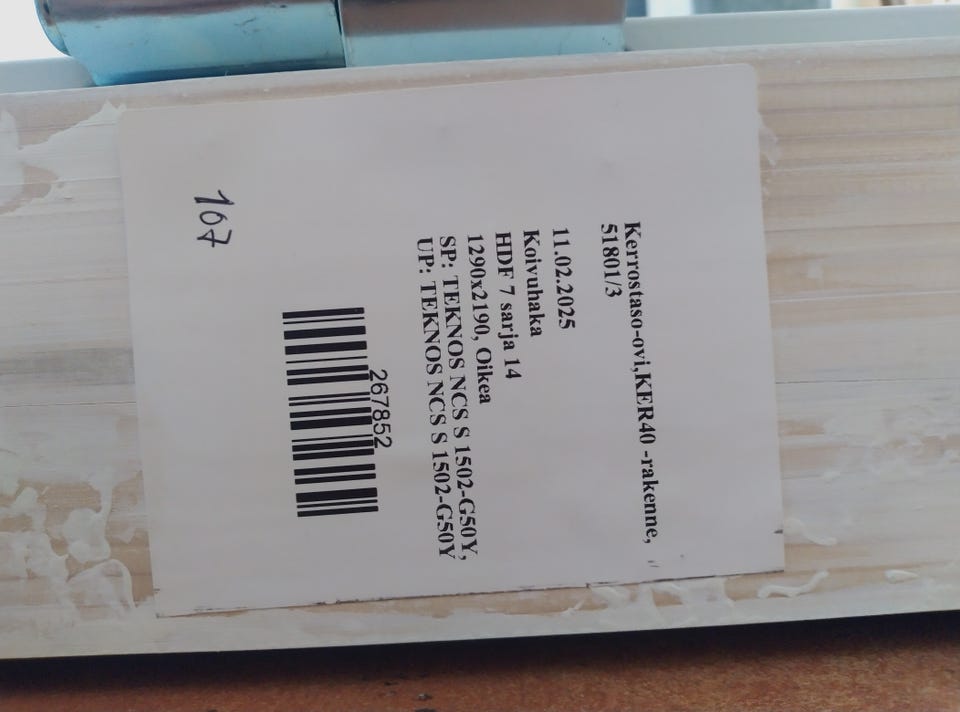 Kerrostaso-ovi,KER40 -rakenne,
51801/3
11.02.2025
Koivuhaka
HDF 7 sarja 14
1290x2190, Oikea
SP: TEKNOS NCS S 1502-G50Y,
UP: TEKNOS NCS S 1502-G50Y
267852
107